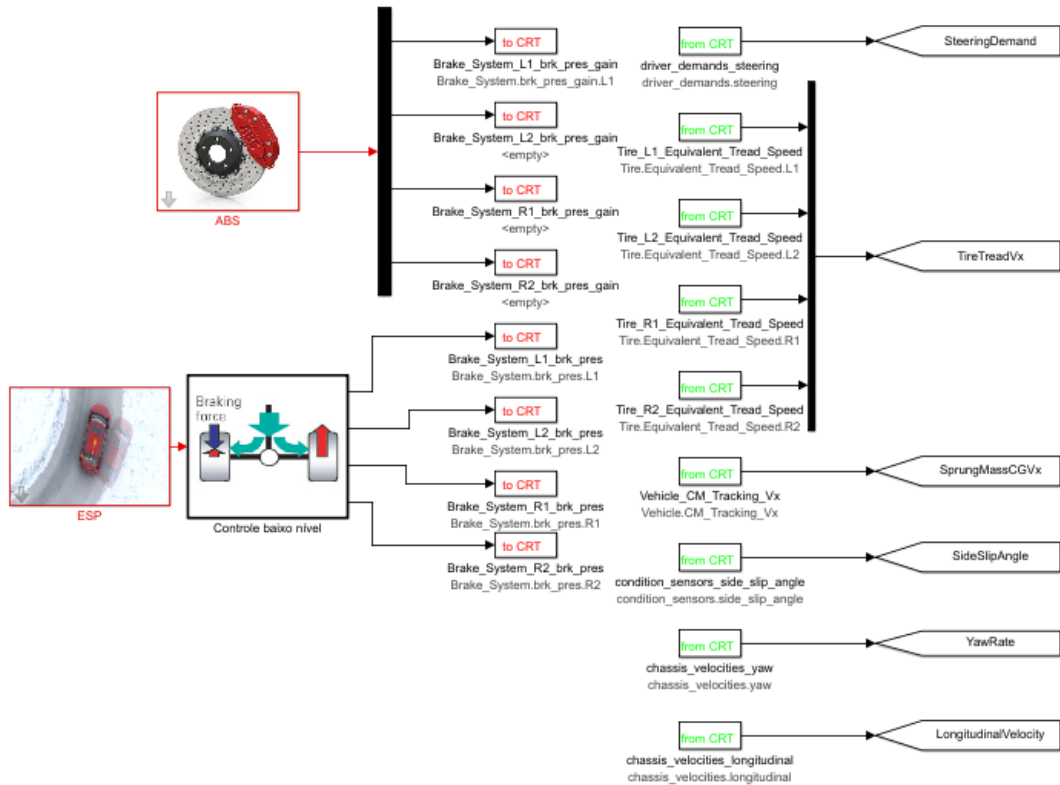 ABS
to CRT
Brake_System_L1_brk_pres_gain
Brake_System.brk_pres_gain.L1
to CRT
Brake_System_L2_brk_pres_gain
<empty>
to CRT
Brake_System_R1_brk_pres_gain
<empty>
to CRT
Brake_System_R2_brk_pres_gain
<empty>
ESP
Braking
force
Controle baixo nível
to CRT
Brake_System_L1_brk_pres
Brake_System.brk_pres.L1
to CRT
Brake_System_L2_brk_pres
Brake_System.brk_pres.L2
to CRT
Brake_System_R1_brk_pres
Brake_System.brk_pres.R1
to CRT
Brake_System_R2_brk_pres
Brake_System.brk_pres.R2
from CRT
driver_demands_steering
driver_demands.steering
SteeringDemand
from CRT
Tire_L1_Equivalent_Tread_Speed
Tire.Equivalent_Tread_Speed.L1
from CRT
Tire_L2_Equivalent_Tread_Speed
Tire.Equivalent_Tread_Speed.L2
from CRT
Tire_R1_Equivalent_Tread_Speed
Tire.Equivalent_Tread_Speed.R1
from CRT
Tire_R2_Equivalent_Tread_Speed
Tire.Equivalent_Tread_Speed.R2
TireTreadVx
from CRT
Vehicle_CM_Tracking_Vx
Vehicle.CM_Tracking_Vx
SprungMassCGVx
from CRT
condition_sensors_side_slip_angle
condition_sensors.side_slip_angle
SideSlipAngle
from CRT
chassis_velocities_yaw
chassis_velocities.yaw
YawRate
from CRT
chassis_velocities_longitudinal
chassis_velocities.longitudinal
LongitudinalVelocity